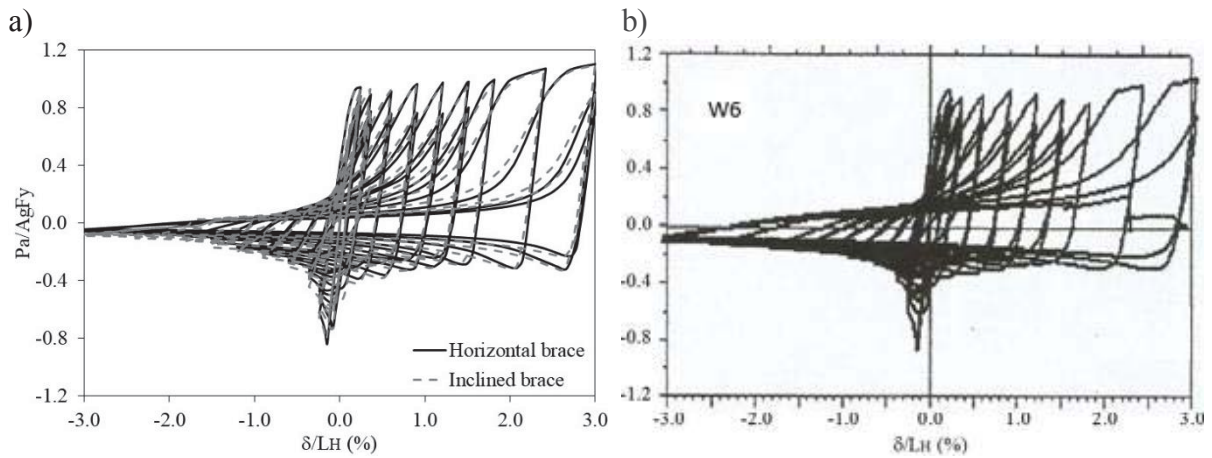 a)
1.2
0.8
0.4
0.0
-0.4
-0.8
-1.2
Pa/AgFy
-3.0 -2.0 -1.0 0.0 1.0 2.0 3.0
δ/LH (%)
Horizontal brace
Inclined brace
b)
1.2
0.8
0.4
0.0
-0.4
-0.8
-1.2
W6
-3.0 -2.0 -1.0 0.0 1.0 2.0 3.0
δ/LH (%)